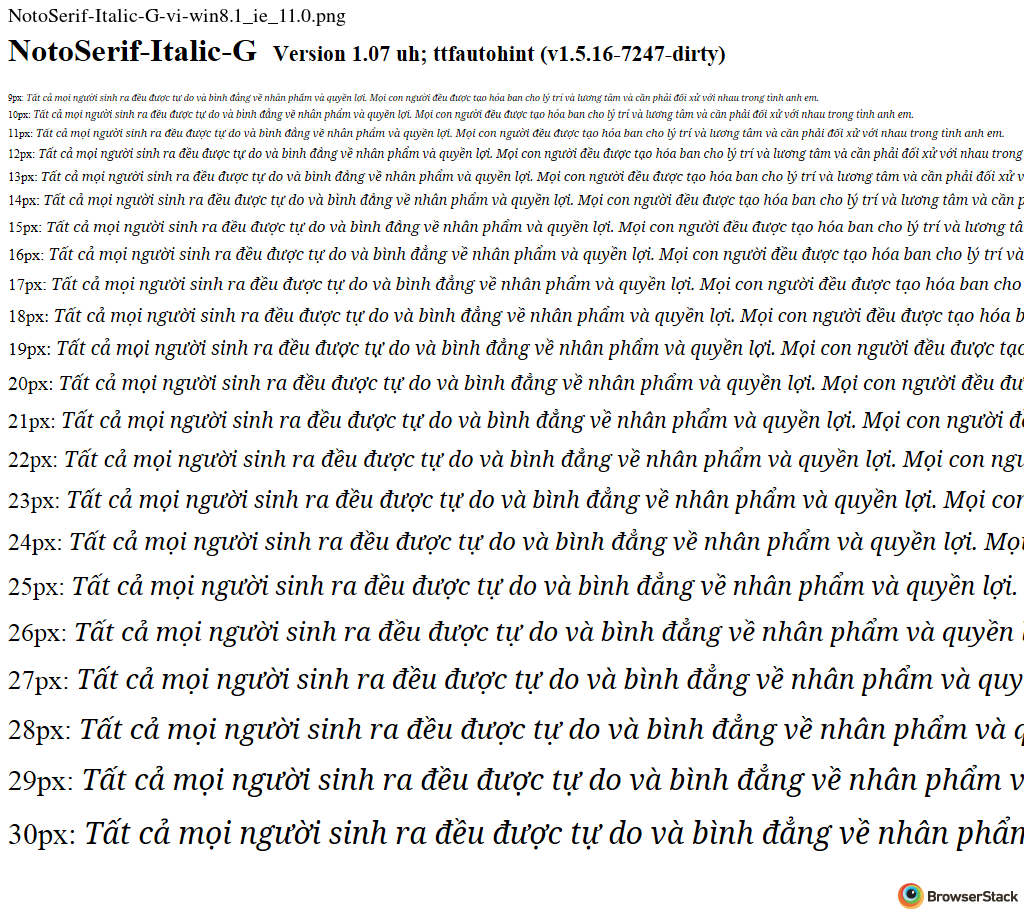 NotoSerif-Italic-G-vi-win8.1_ie_11.0.png
NotoSerif-Italic-G Version 1.07 uh; ttfautohint (v1.5.16-7247-dirty)
9px: Tất cả mọi người sinh ra đều được tự do và bình đẳng về nhân phẩm và quyền lợi. Mọi con người đều được tạo hóa ban cho lý trí và lương tâm và cần phải đối xử với nhau trong tình anh em.
10px: Tất cả mọi người sinh ra đều được tự do và bình đẳng về nhân phẩm và quyền lợi. Mọi con người đều được tạo hóa ban cho lý trí và lương tâm và cần phải đối xử với nhau trong tình anh em.
11px: Tất cả mọi người sinh ra đều được tự do và bình đẳng về nhân phẩm và quyền lợi. Mọi con người đều được tạo hóa ban cho lý trí và lương tâm và cần phải đối xử với nhau trong tình anh em.
12px: Tất cả mọi người sinh ra đều được tự do và bình đẳng về nhân phẩm và quyền lợi. Mọi con người đều được tạo hóa ban cho lý trí và lương tâm và cần phải đối xử với nhau trong
13px: Tất cả mọi người sinh ra đều được tự do và bình đẳng về nhân phẩm và quyền lợi. Mọi con người đều được tạo hóa ban cho lý trí và lương tâm và cần phải đối xử v
14px: Tất cả mọi người sinh ra đều được tự do và bình đẳng về nhân phẩm và quyền lợi. Mọi con người đều được tạo hóa ban cho lý trí và lương tâm và cần p
15px: Tất cả mọi người sinh ra đều được tự do và bình đẳng về nhân phẩm và quyền lợi. Mọi con người đều được tạo hóa ban cho lý trí và lương tâ
16px: Tất cả mọi người sinh ra đều được tự do và bình đẳng về nhân phẩm và quyền lợi. Mọi con người đều được tạo hóa ban cho lý trí và
17px: Tất cả mọi người sinh ra đều được tự do và bình đẳng về nhân phẩm và quyền lợi. Mọi con người đều được tạo hóa ban cho
18px: Tất cả mọi người sinh ra đều được tự do và bình đẳng về nhân phẩm và quyền lợi. Mọi con người đều được tạo hóa b
19px: Tất cả mọi người sinh ra đều được tự do và bình đẳng về nhân phẩm và quyền lợi. Mọi con người đều được tạo
20px: Tất cả mọi người sinh ra đều được tự do và bình đẳng về nhân phẩm và quyền lợi. Mọi con người đều đư
21px: Tất cả mọi người sinh ra đều được tự do và bình đẳng về nhân phẩm và quyền lợi. Mọi con người đề
22px: Tất cả mọi người sinh ra đều được tự do và bình đẳng về nhân phẩm và quyền lợi. Mọi con ngư
23px: Tất cả mọi người sinh ra đều được tự do và bình đẳng về nhân phẩm và quyền lợi. Mọi con
24px: Tất cả mọi người sinh ra đều được tự do và bình đẳng về nhân phẩm và quyền lợi. Mọi
25px: Tất cả mọi người sinh ra đều được tự do và bình đẳng về nhân phẩm và quyền lợi.
26px: Tất cả mọi người sinh ra đều được tự do và bình đẳng về nhân phẩm và quyền
27px: Tất cả mọi người sinh ra đều được tự do và bình đẳng về nhân phẩm và quy
28px: Tất cả mọi người sinh ra đều được tự do và bình đẳng về nhân phẩm và q
29px: Tất cả mọi người sinh ra đều được tự do và bình đẳng về nhân phẩm v
30px: Tất cả mọi người sinh ra đều được tự do và bình đẳng về nhân phẩm
BrowserStack